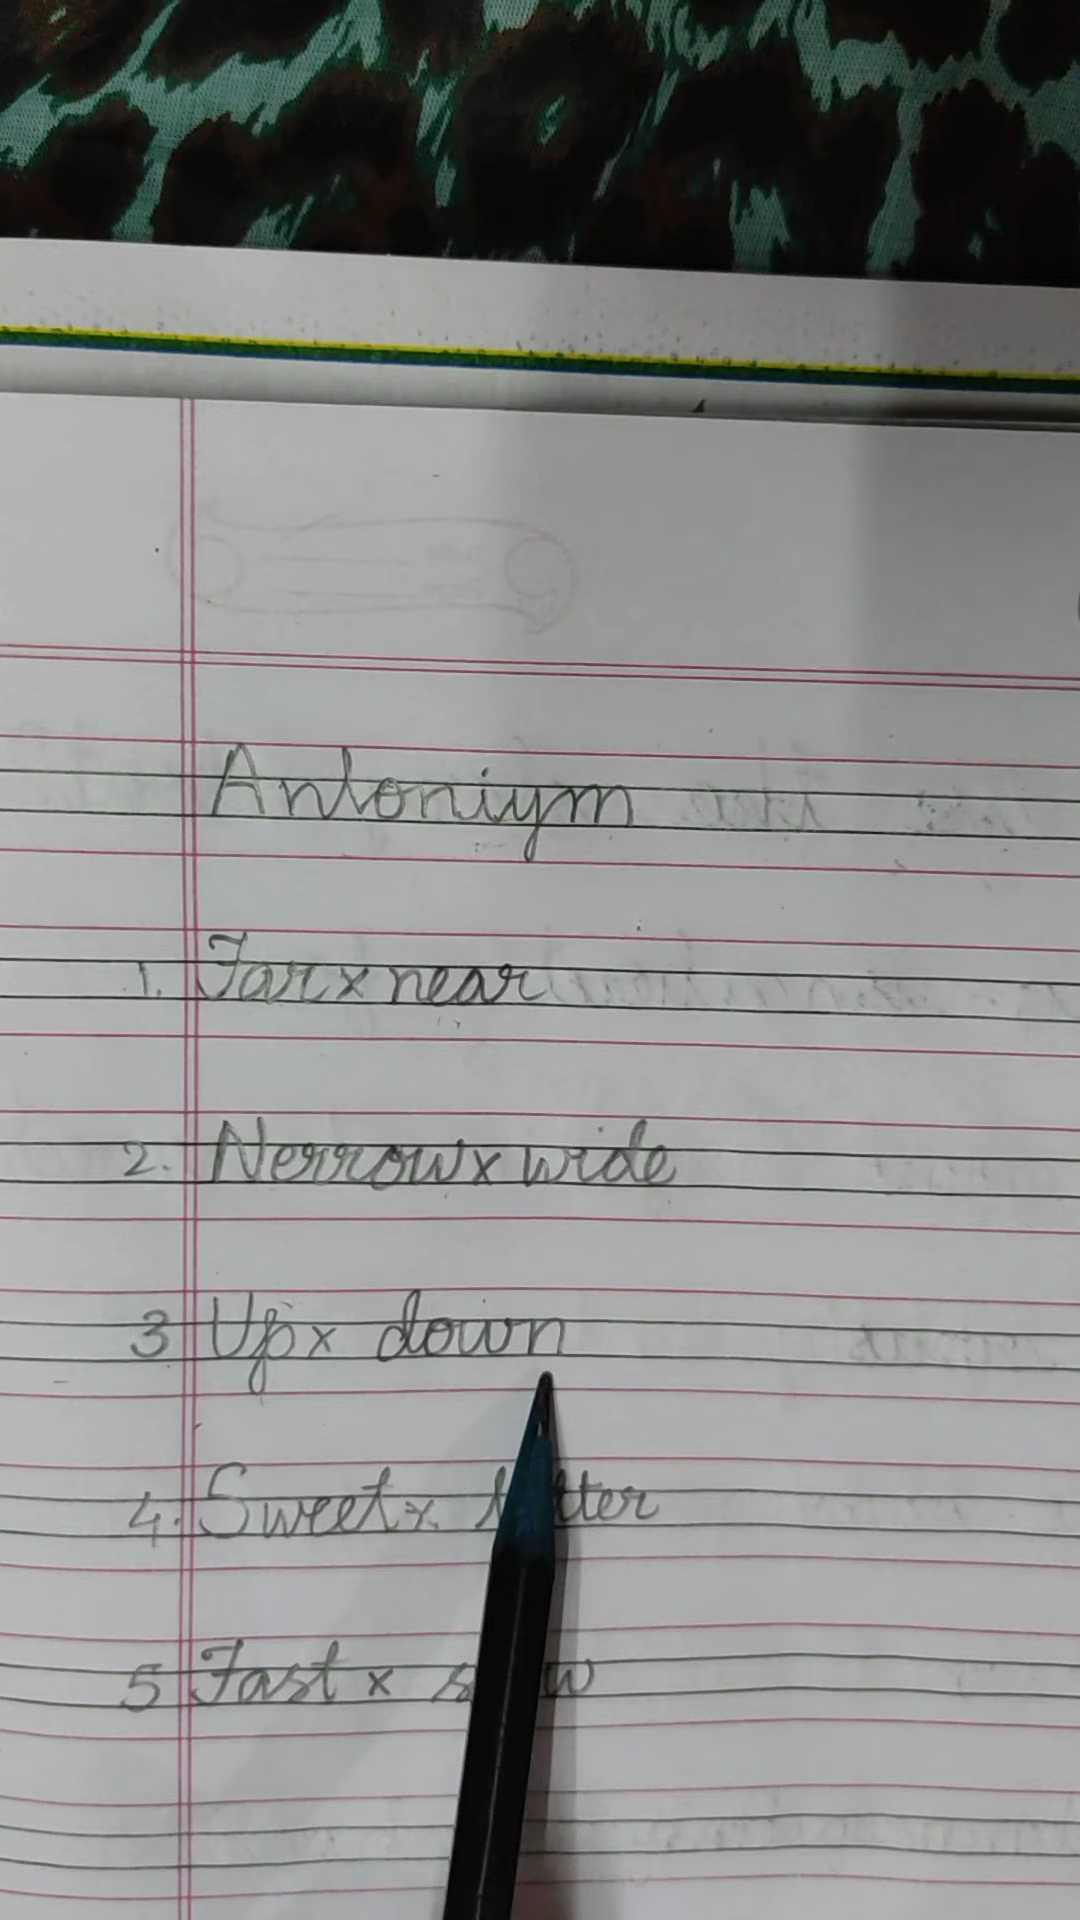 Antoniym
1. Far x near
2. Nerrow x wide
3 Up x down
4. Sweet x
5 Fast x